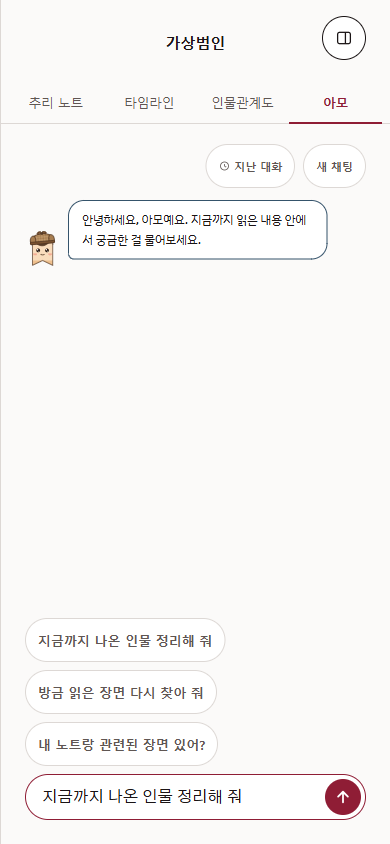 가상범인
추리 노트 타임라인 인물관계도 아모
지난 대화 새 채팅
안녕하세요, 아모예요. 지금까지 읽은 내용 안에
서 궁금한 걸 물어보세요.
지금까지 나온 인물 정리해 줘
방금 읽은 장면 다시 찾아 줘
내 노트랑 관련된 장면 있어?
지금까지 나온 인물 정리해 줘